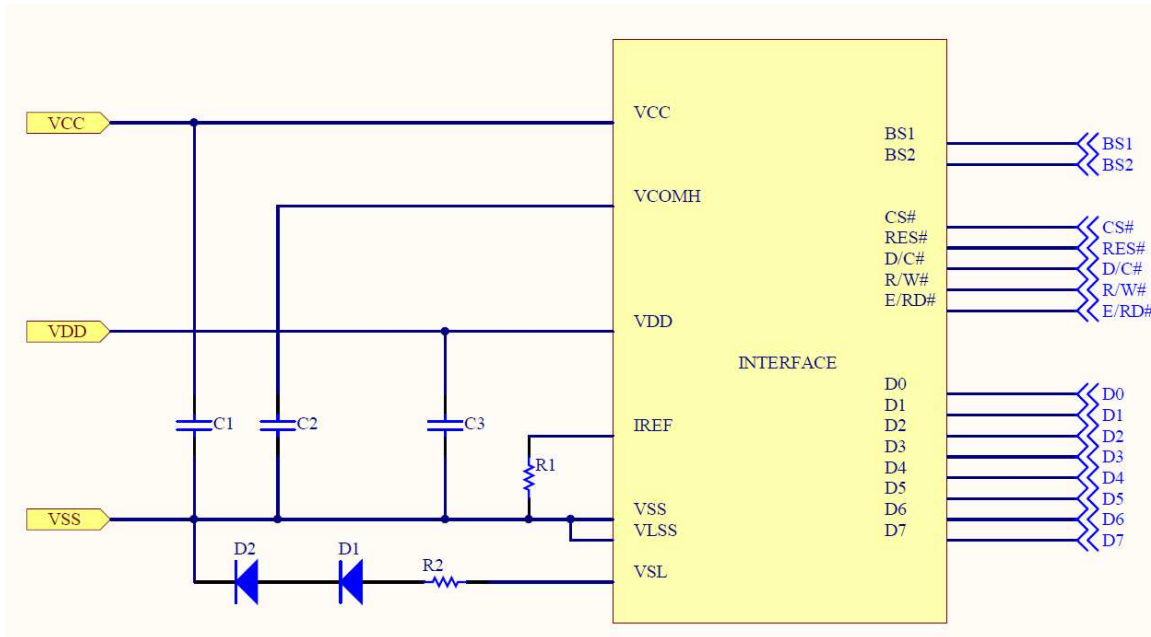 VCC
VDD
VSS
C1
C2
C3
R1
D2
D1
R2
VCC
VCOMH
VDD
INTERFACE
IREF
VSS
VLSS
VSL
BS1
BS2
CS#
RES#
D/C#
R/W#
E/RD#
D0
D1
D2
D3
D4
D5
D6
D7
BS1
BS2
CS#
RES#
D/C#
R/W#
E/RD#
D0
D1
D2
D3
D4
D5
D6
D7